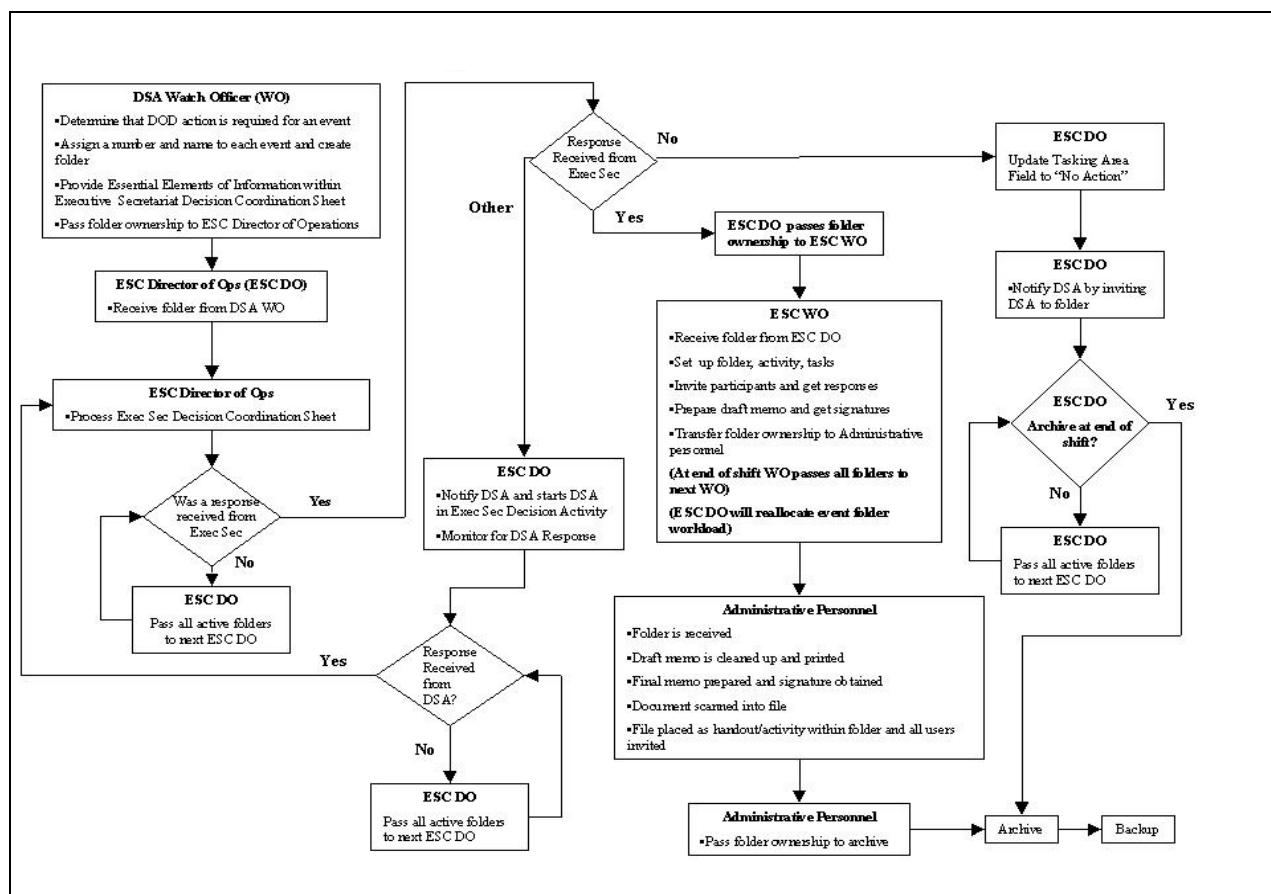 DSA Watch Officer (WO)
▪Determine that DOD action is required for an event
▪Assign a number and name to each event and create
folder
▪Provide Essential Elements of Information within
Executive Secretariat Decision Coordination Sheet
▪Pass folder ownership to ESC Director of Operations
ESC Director of Ops (ESC DO)
▪Receive folder from DSA WO
ESC Director of Ops
▪Process Exec Sec Decision Coordination Sheet
Was a response
received from
Exec Sec
Yes
No
ESC DO
Pass all active folders
to next ESC DO
Response
Received from
Exec Sec
No
Other
Yes
ESC DO
▪Notify DSA and starts DSA
in Exec Sec Decision Activity
▪Monitor for DSA Response
Response
Received
from
DSA?
Yes
No
ESC DO
Pass all active folders
to next ESC DO
ESC DO passes folder
ownership to ESC WO
ESC WO
▪Receive folder from ESC DO
▪Set up folder, activity, tasks
▪Invite participants and get responses
▪Prepare draft memo and get signatures
▪Transfer folder ownership to Administrative
personnel
(At end of shift WO passes all folders to
next WO)
(ESC DO will reallocate event folder
workload)
Administrative Personnel
▪Folder is received
▪Draft memo is cleaned up and printed
▪Final memo prepared and signature obtained
▪Document scanned into file
▪File placed as handout/activity within folder and all users
invited
Administrative Personnel
▪Pass folder ownership to archive
ESC DO
Update Tasking Area
Field to “No Action”
ESC DO
▪Notify DSA by inviting
DSA to folder
ESC DO
Archive at end of
shift?
Yes
No
ESC DO
Pass all active folders
to next ESC DO
Archive
Backup